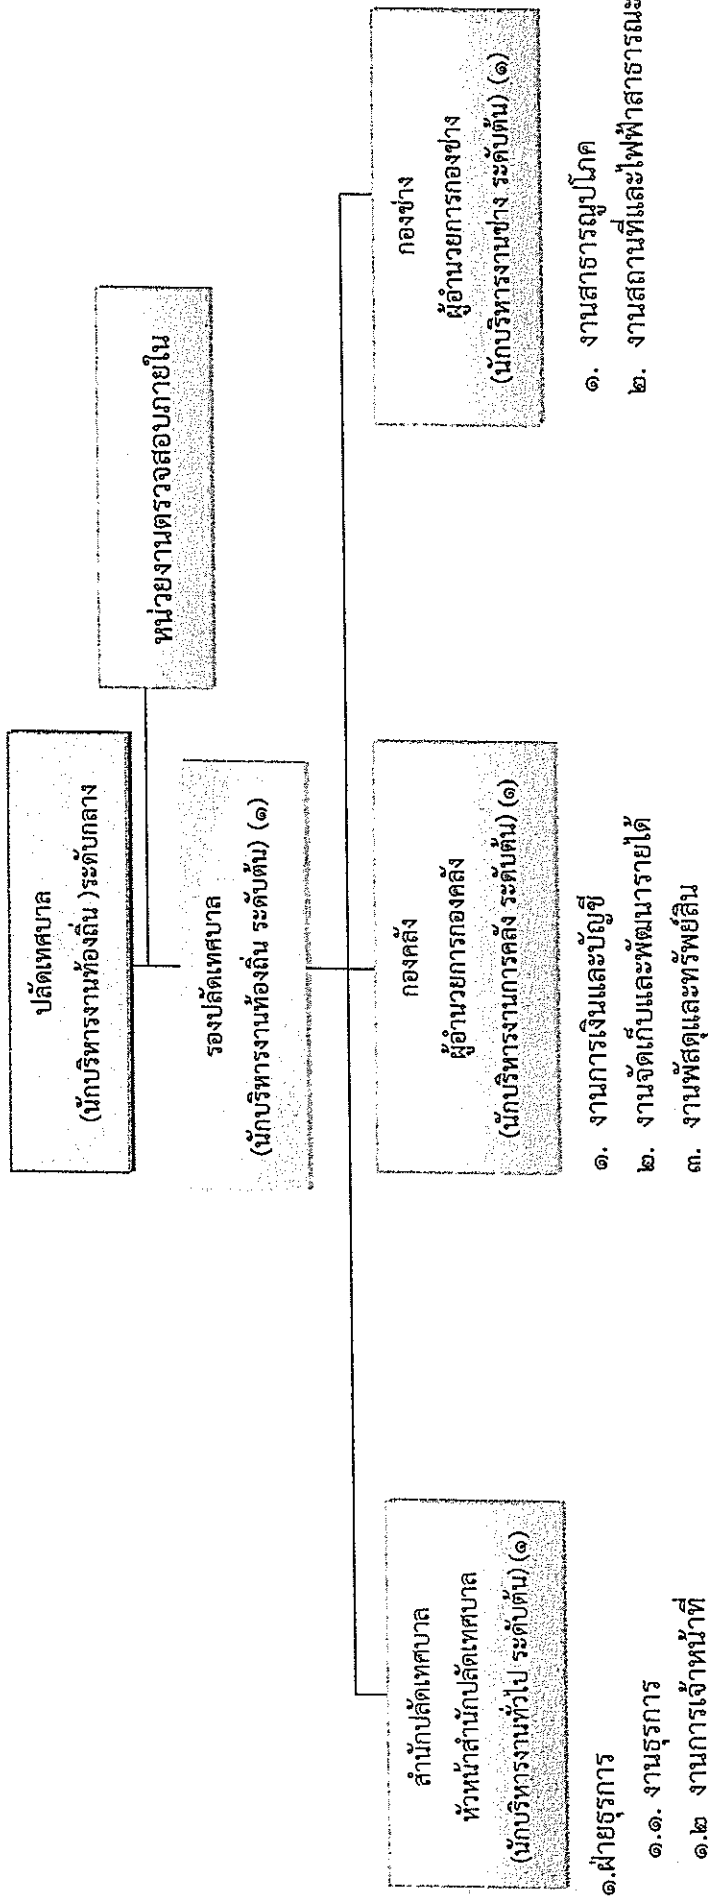 ปลัดเทศบาล
(นักบริหารงานท้องถิ่น )ระดับกลาง
หน่วยงานตรวจสอบภายใน
รองปลัดเทศบาล
(นักบริหารงานท้องถิ่น ระดับต้น) (๑)
สำนักปลัดเทศบาล
หัวหน้าสำนักปลัดเทศบาล
(นักบริหารงานทั่วไป ระดับต้น) (๑)
๑.ฝ่ายธุรการ
๑.๑. งานธุรการ
๑.๒ งานการเจ้าหน้าที่
กองคลัง
ผู้อำนวยการกองคลัง
(นักบริหารงานการคลัง ระดับต้น) (๑)
๑. งานการเงินและบัญชี
๒. งานจัดเก็บและพัฒนารายได้
๓. งานพัสดุและทรัพย์สิน
กองช่าง
ผู้อำนวยการกองช่าง
(นักบริหารงานช่าง ระดับต้น) (๑)
๑. งานสาธารณูปโภค
๒. งานสถานที่และไฟฟ้าสาธารณะ